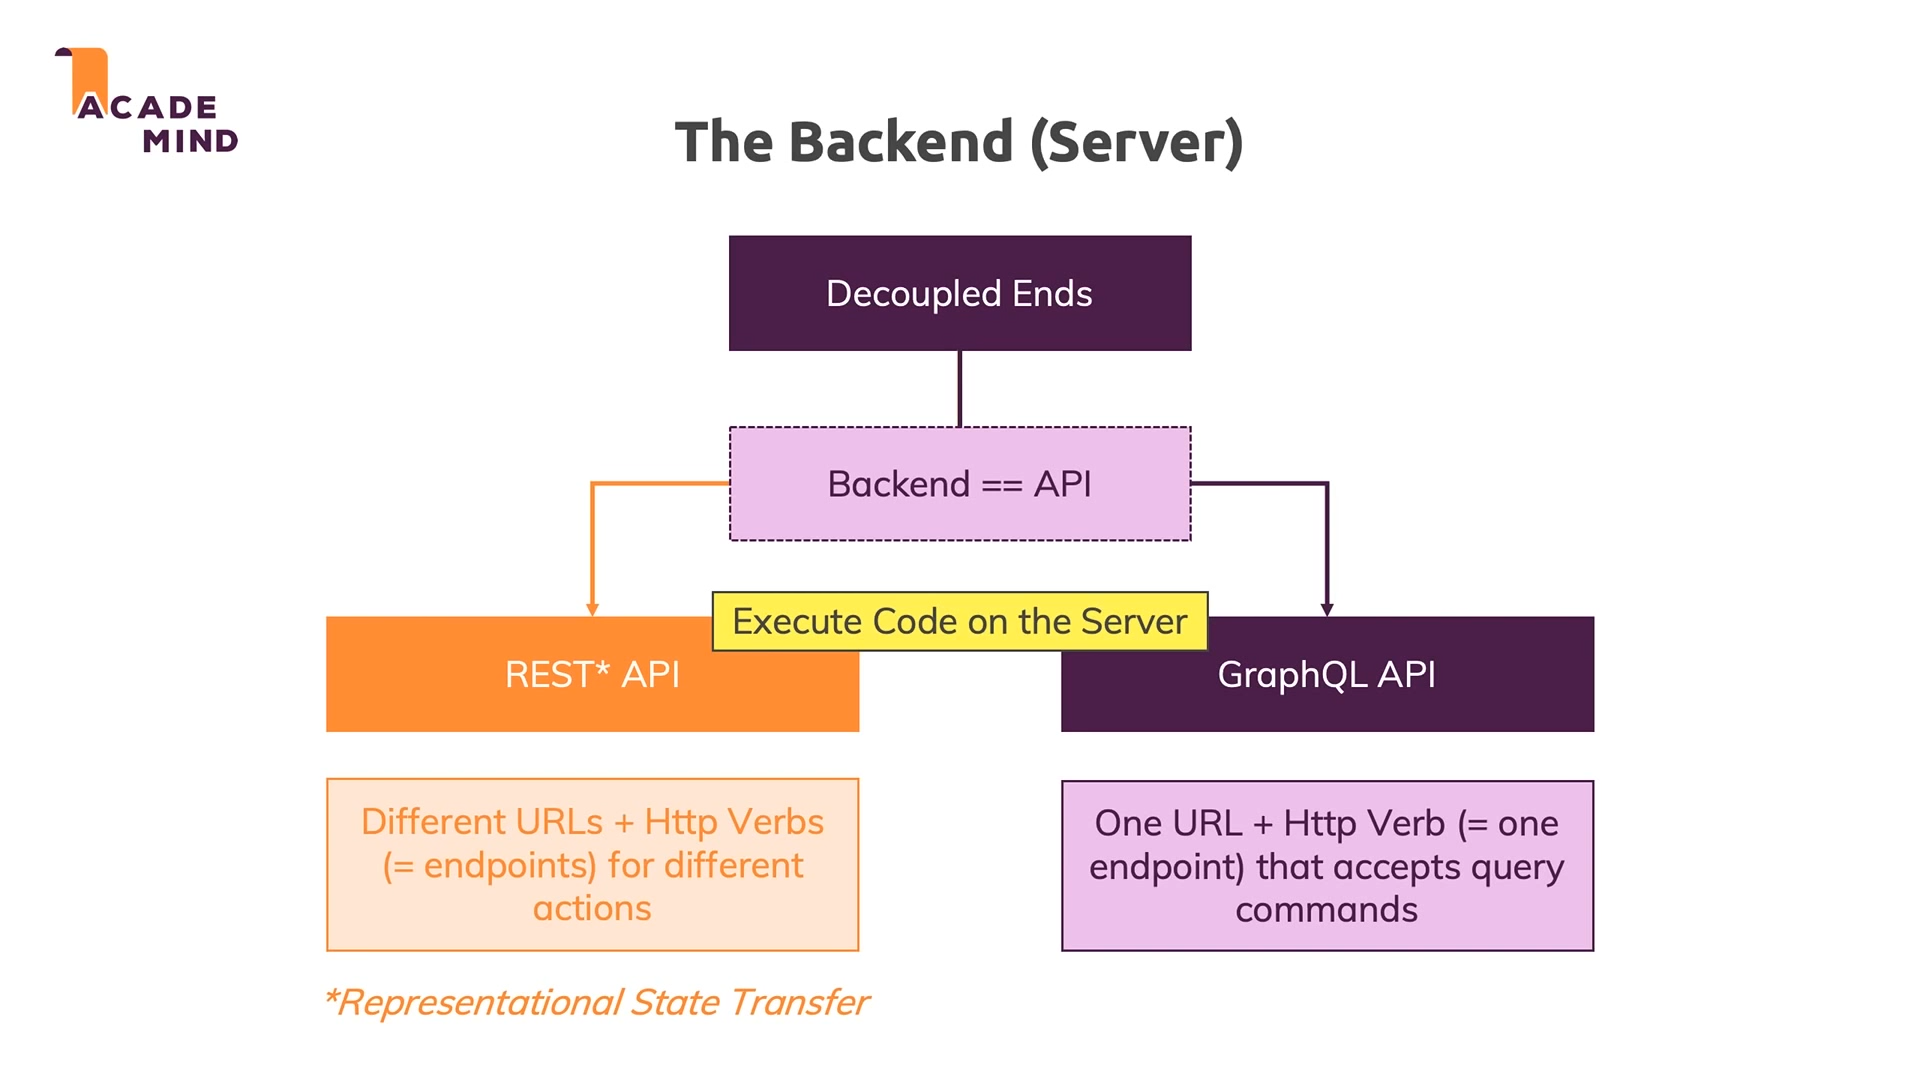 ACADE
MIND
The Backend (Server)
Decoupled Ends
Backend == API
Execute Code on the Server
REST* API
GraphQL API
Different URLs + Http Verbs
(= endpoints) for different
actions
One URL + Http Verb (= one
endpoint) that accepts query
commands
*Representational State Transfer